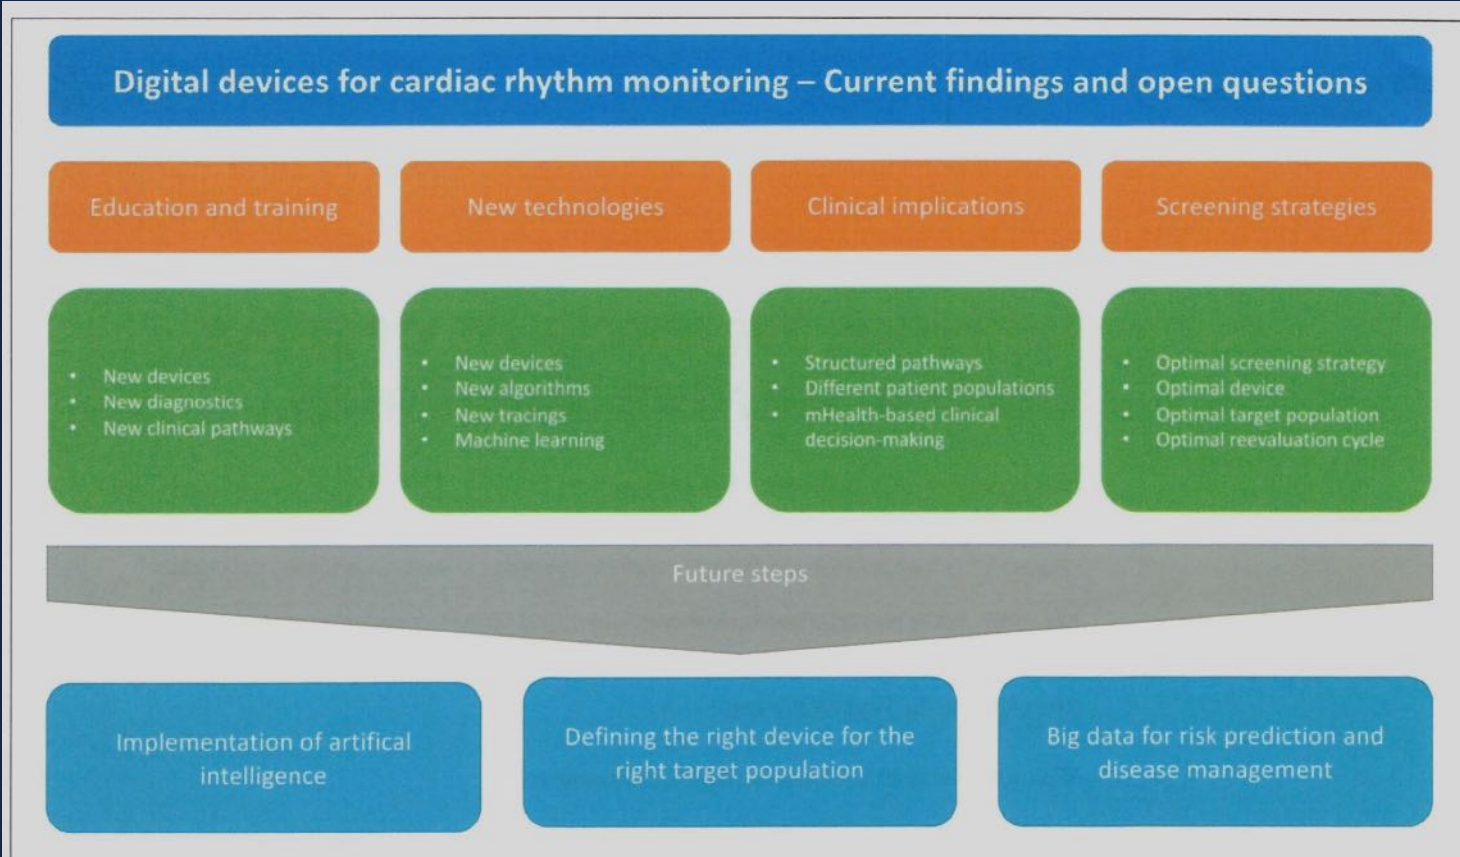 Digital devices for cardiac rhythm monitoring – Current findings and open questions
Education and training
New technologies
Clinical implications
Screening strategies
• New devices
• New diagnostics
• New clinical pathways
• New devices
• New algorithms
• New tracings
• Machine learning
• Structured pathways
• Different patient populations
• mHealth-based clinical
decision-making
• Optimal screening strategy
• Optimal device
• Optimal target population
• Optimal reevaluation cycle
Future steps
Implementation of artifical
intelligence
Defining the right device for the
right target population
Big data for risk prediction and
disease management